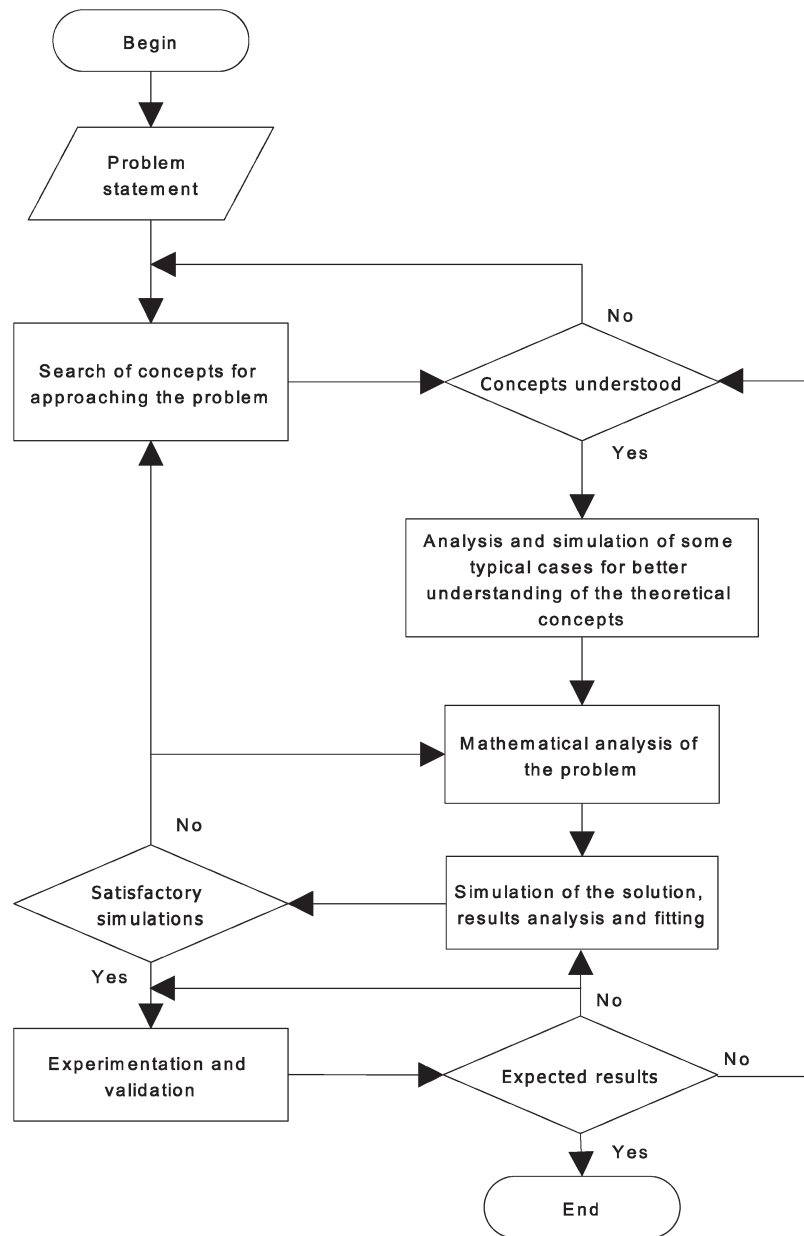 Begin
Problem
statement
No
Search of concepts for
approaching the problem
Concepts understood
Yes
Analysis and simulation of some
typical cases for better
understanding of the theoretical
concepts
Mathematical analysis of
the problem
No
Satisfactory
simulations
Simulation of the solution,
results analysis and fitting
Yes
No
Experimentation and
validation
Expected results
No
Yes
End